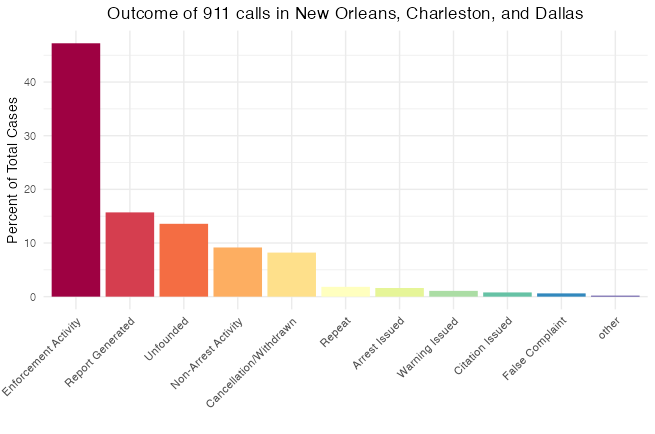 Outcome of 911 calls in New Orleans, Charleston, and Dallas
Percent of Total Cases
40
30
20
10
0
Enforcement Activity
Report Generated
Unfounded
Non-Arrest Activity
Cancellation/Withdrawn
Repeat
Arrest Issued
Warning Issued
Citation Issued
False Complaint
other